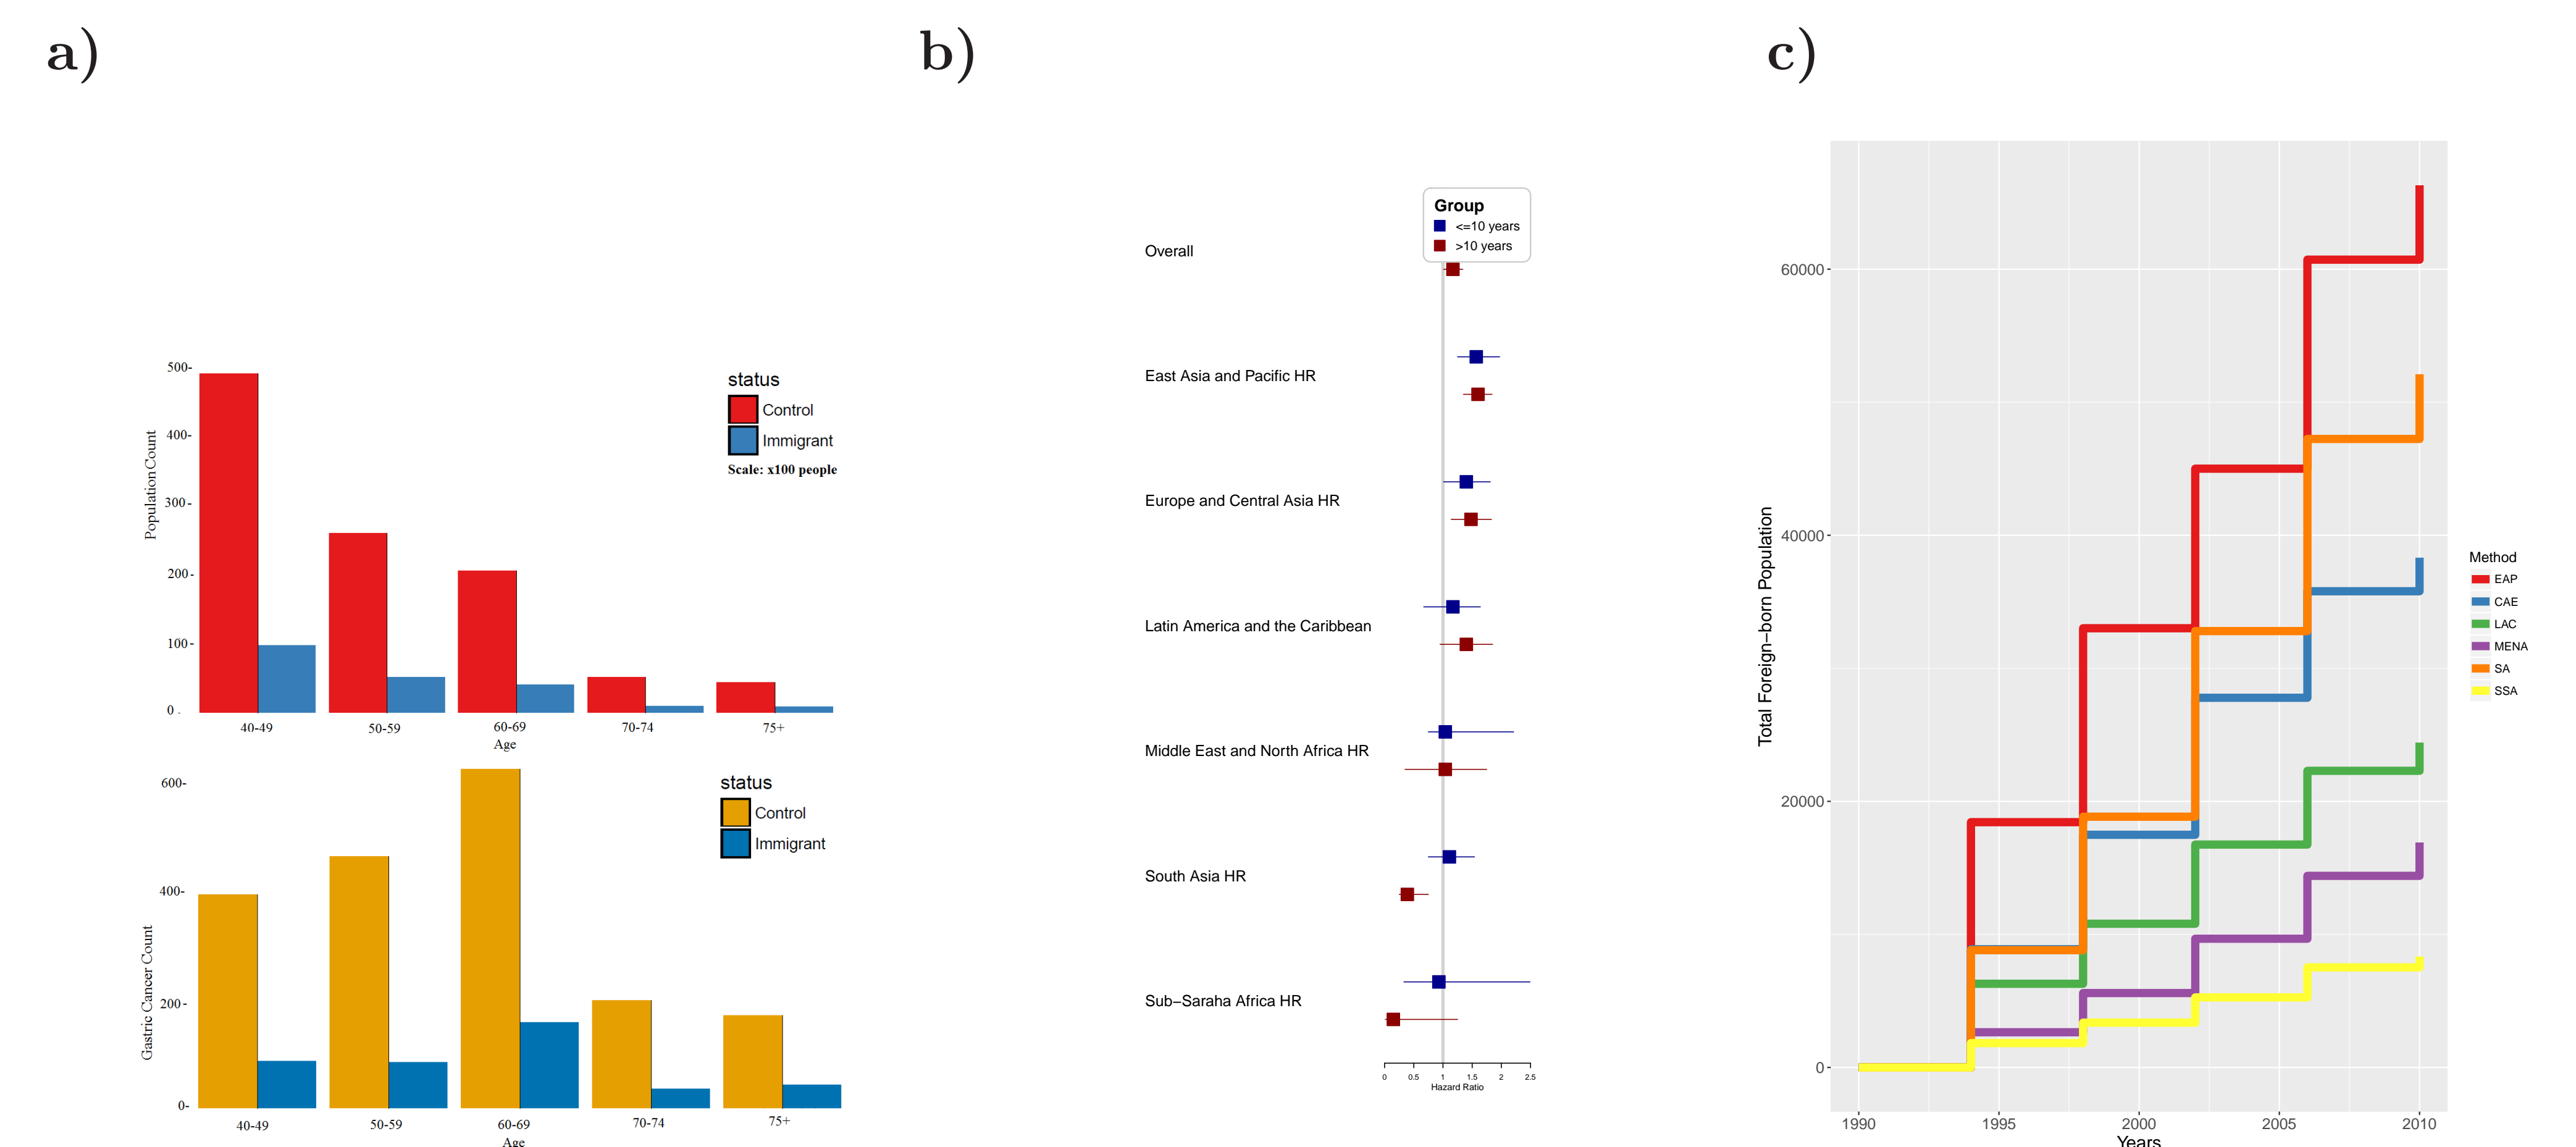 a)
500-
400-
300-
200-
100-
0 -
Population Count
40-49
50-59
60-69
70-74
75+
Age
status
Control
Immigrant
Scale: x100 people
600-
400-
200-
0-
Gastric Cancer Count
40-49
50-59
60-69
70-74
75+
Age
status
Control
Immigrant
b)
Group
<=10 years
>10 years
Overall
East Asia and Pacific HR
Europe and Central Asia HR
Latin America and the Caribbean
Middle East and North Africa HR
South Asia HR
Sub−Saraha Africa HR
0 0.5 1 1.5 2 2.5
Hazard Ratio
c)
60000
40000
20000
0
Total Foreign−born Population
1990 1995 2000 2005 2010
Years
Method
EAP
CAE
LAC
MENA
SA
SSA